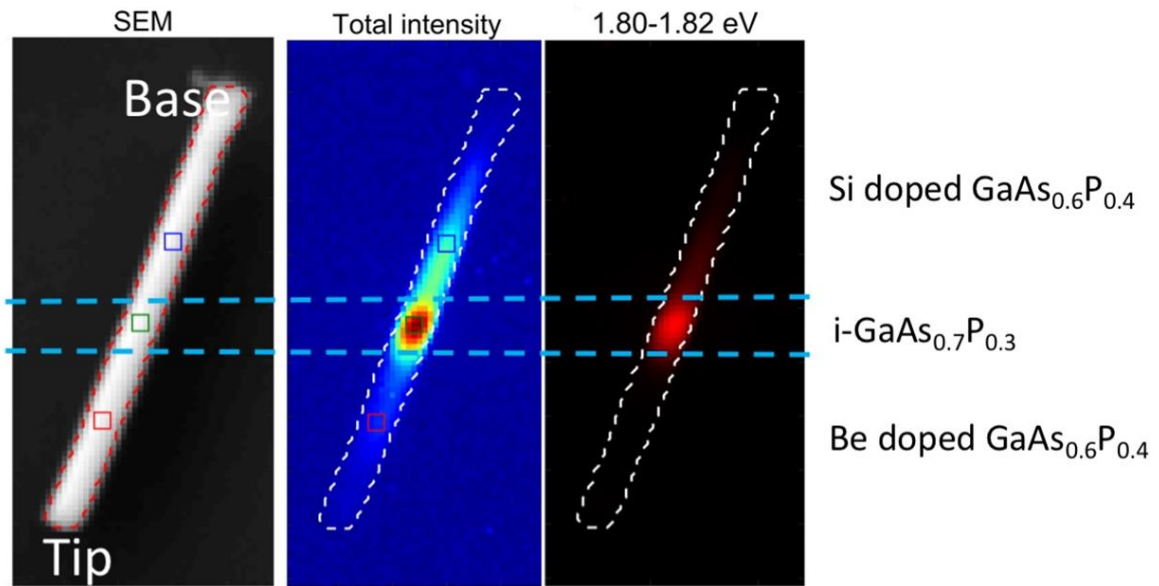 SEM
Total intensity
1.80-1.82 eV
Base
Si doped GaAs₀.₆P₀.₄
i-GaAs₀.₇P₀.₃
Be doped GaAs₀.₆P₀.₄
Tip